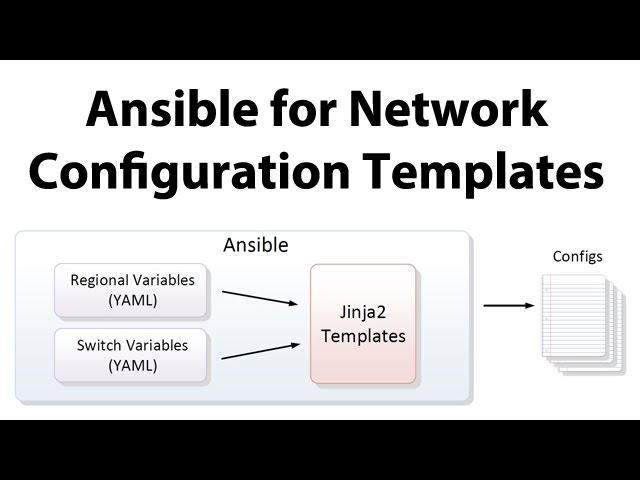 Ansible for Network
Configuration Templates
Ansible
Regional Variables
(YAML)
Switch Variables
(YAML)
Jinja2
Templates
Configs